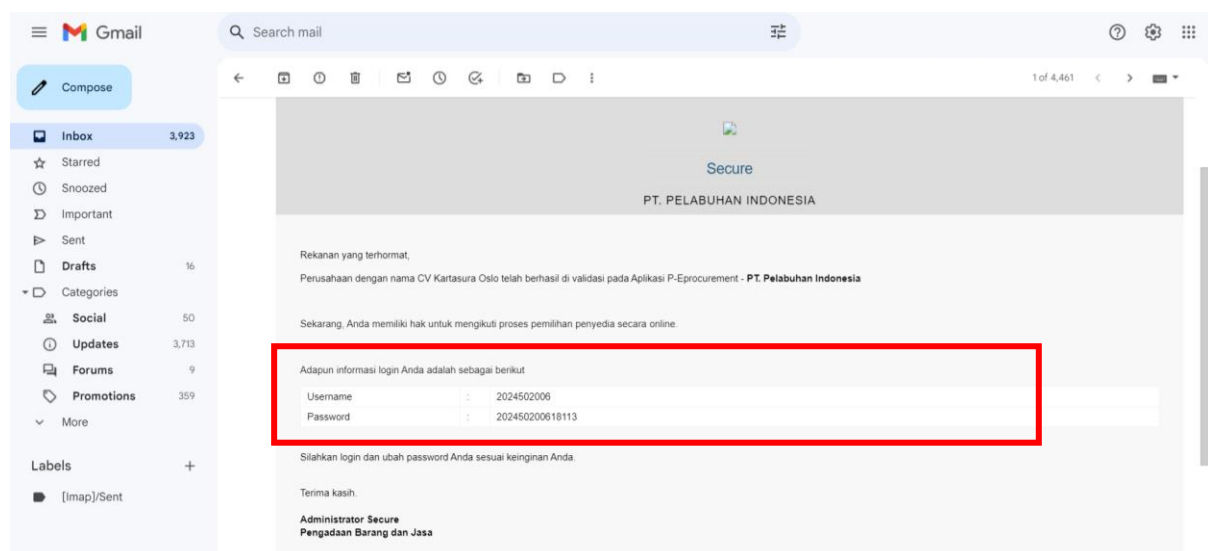 Gmail
Search mail
Compose
1 of 4,461
Inbox 3,923
Starred
Snoozed
Important
Sent
Drafts 16
Categories
Social 50
Updates 3,713
Forums 9
Promotions 359
More
Labels +
[Imap]/Sent
Secure
PT. PELABUHAN INDONESIA
Rekanan yang terhormat,
Perusahaan dengan nama CV Kartasura Oslo telah berhasil di validasi pada Aplikasi P-Eprocurement - PT. Pelabuhan Indonesia
Sekarang, Anda memiliki hak untuk mengikuti proses pemilihan penyedia secara online.
Adapun informasi login Anda adalah sebagai berikut
Username : 2024502006
Password : 202450200618113
Silahkan login dan ubah password Anda sesuai keinginan Anda.
Terima kasih.
Administrator Secure
Pengadaan Barang dan Jasa